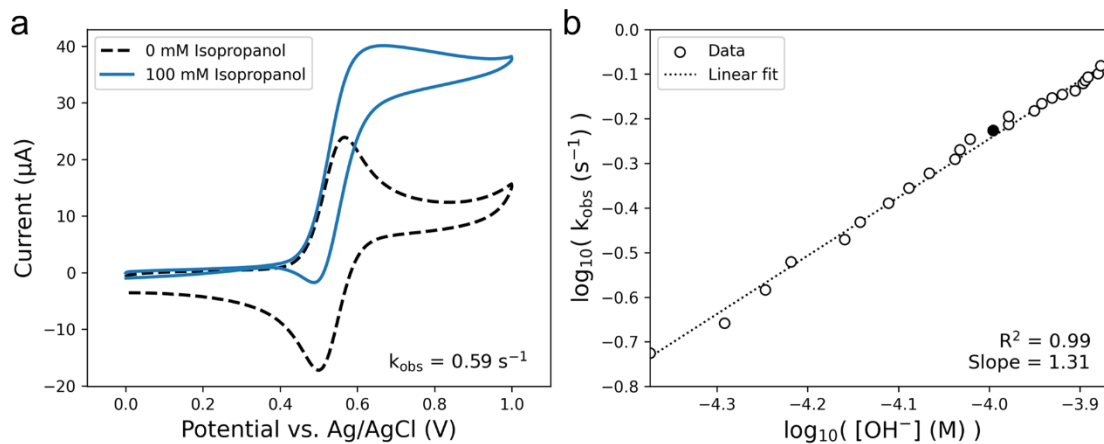 a
40
30
20
10
0
−10
−20
Current (µA)
0 mM Isopropanol
100 mM Isopropanol
k_obs = 0.59 s⁻¹
0.0 0.2 0.4 0.6 0.8 1.0
Potential vs. Ag/AgCl (V)
b
0.0
−0.1
−0.2
−0.3
−0.4
−0.5
−0.6
−0.7
−0.8
log₁₀( k_obs (s⁻¹) )
Data
Linear fit
R² = 0.99
Slope = 1.31
−4.3 −4.2 −4.1 −4.0 −3.9
log₁₀( [OH⁻] (M) )